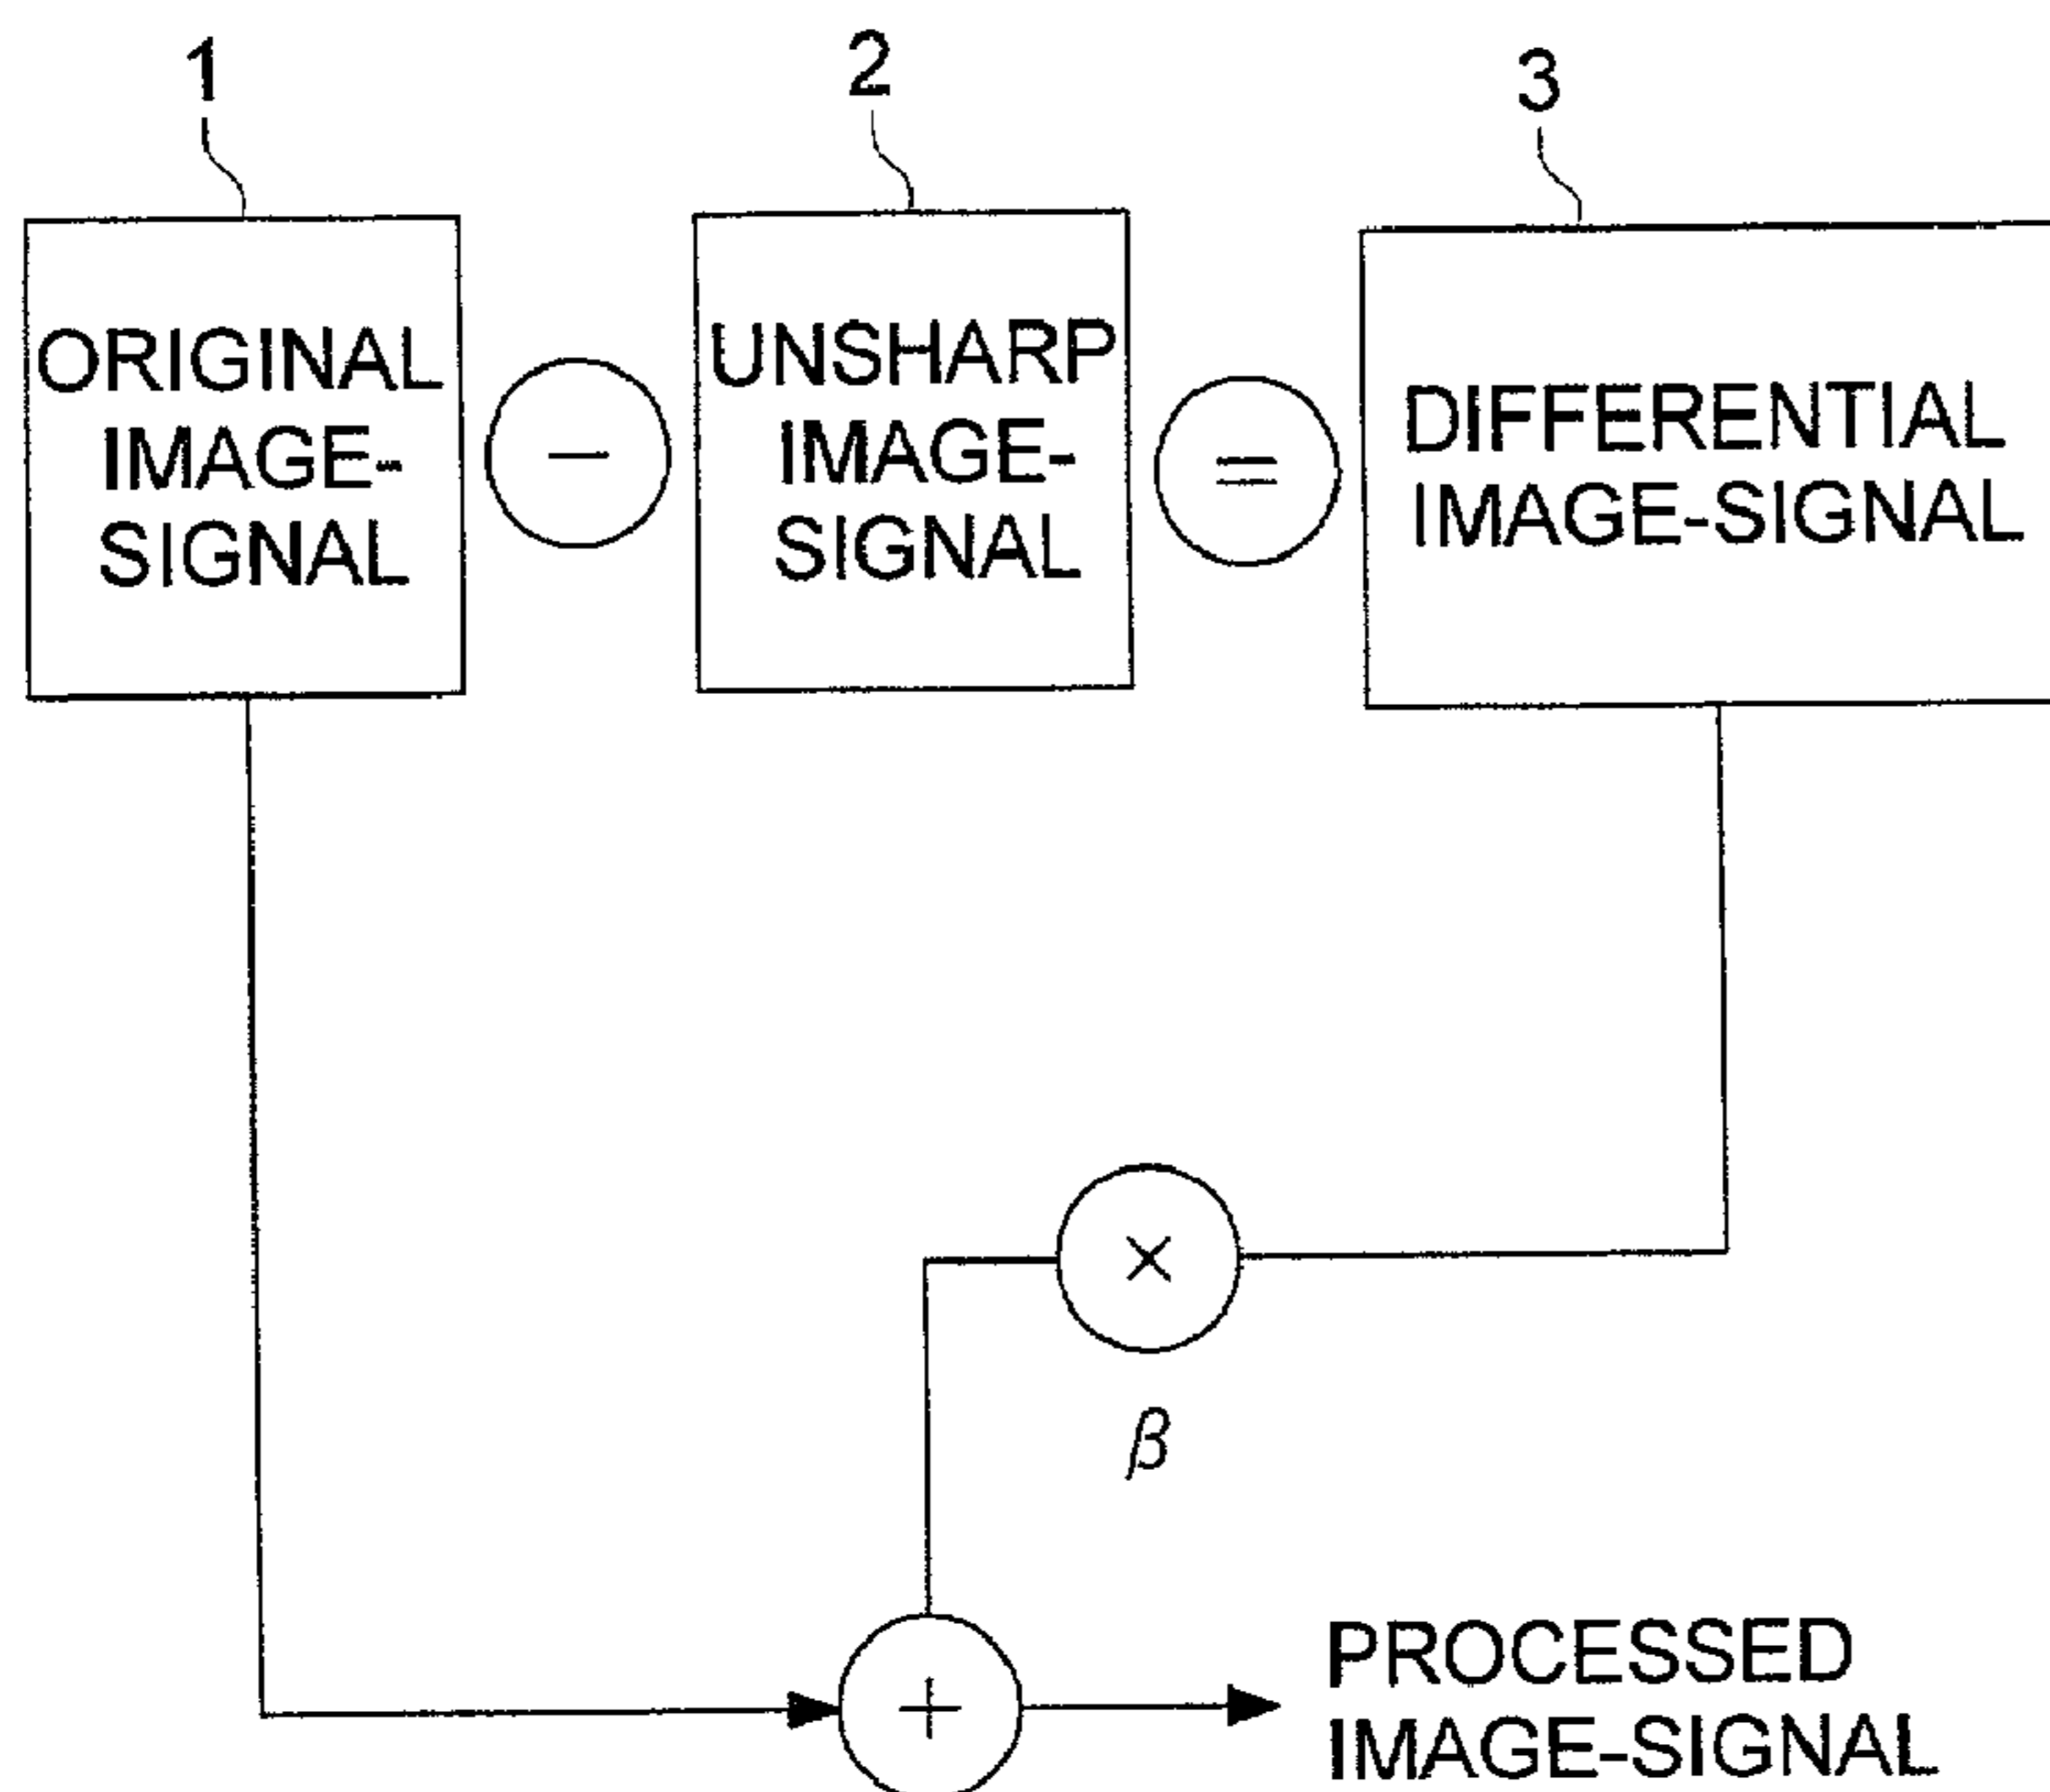 1
2
3
ORIGINAL
IMAGE-
SIGNAL
−
UNSHARP
IMAGE-
SIGNAL
=
DIFFERENTIAL
IMAGE-SIGNAL
×
β
+
PROCESSED
IMAGE-SIGNAL